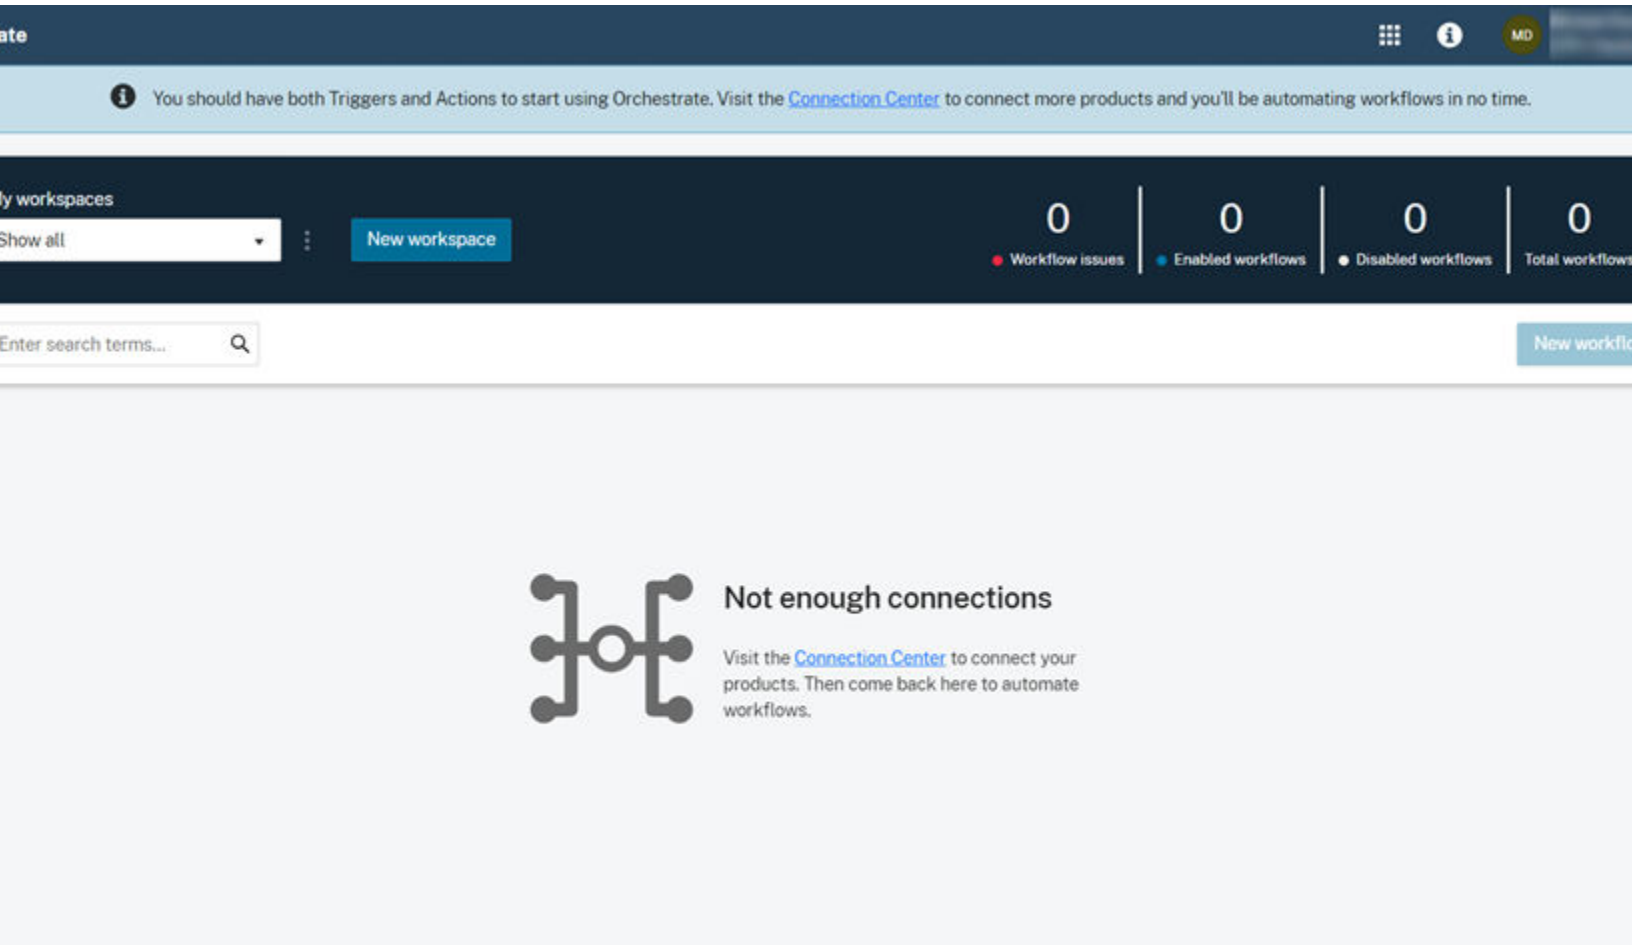 ate
MD
You should have both Triggers and Actions to start using Orchestrate. Visit the Connection Center to connect more products and you'll be automating workflows in no time.
y workspaces
Show all
New workspace
0
Workflow issues
0
Enabled workflows
0
Disabled workflows
0
Total workflows
Enter search terms...
New workflo
Not enough connections
Visit the Connection Center to connect your
products. Then come back here to automate
workflows.